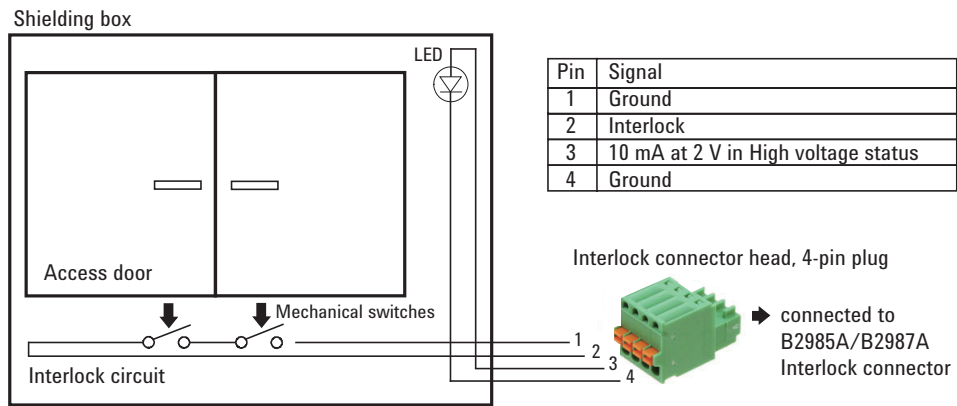 Shielding box
LED
Access door
Mechanical switches
Interlock circuit
Pin Signal
1 Ground
2 Interlock
3 10 mA at 2 V in High voltage status
4 Ground
Interlock connector head, 4-pin plug
1
2
3
4
connected to
B2985A/B2987A
Interlock connector